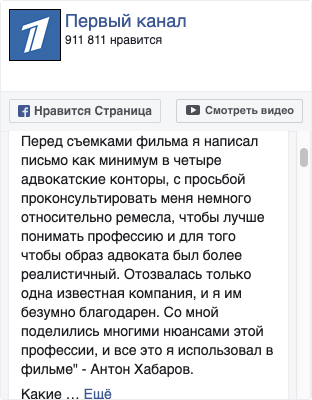 Первый канал
911 811 нравится
Нравится Страница
Смотреть видео
Перед съемками фильма я написал
письмо как минимум в четыре
адвокатские конторы, с просьбой
проконсультировать меня немного
относительно ремесла, чтобы лучше
понимать профессию и для того
чтобы образ адвоката был более
реалистичный. Отозвалась только
одна известная компания, и я им
безумно благодарен. Со мной
поделились многими нюансами этой
профессии, и все это я использовал в
фильме" - Антон Хабаров.
Какие ... Ещё